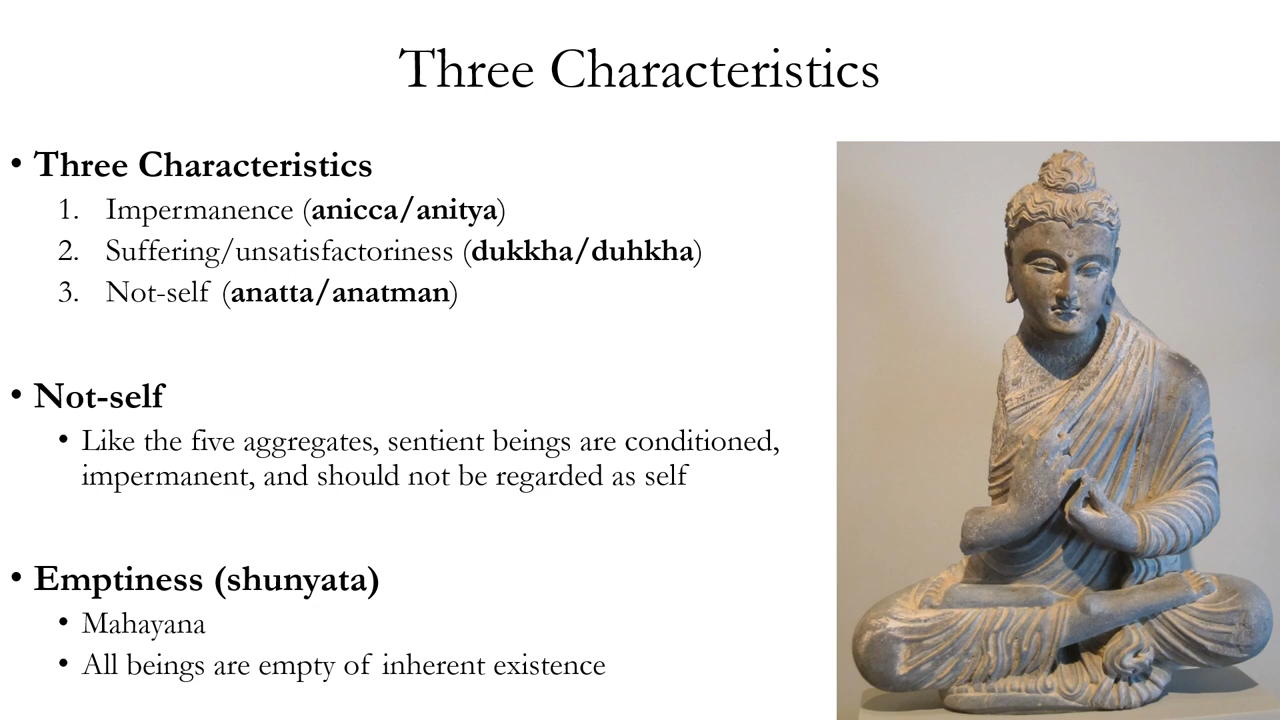 Three Characteristics
• Three Characteristics
1. Impermanence (anicca/anitya)
2. Suffering/unsatisfactoriness (dukkha/duhkha)
3. Not-self (anatta/anatman)
• Not-self
• Like the five aggregates, sentient beings are conditioned,
impermanent, and should not be regarded as self
• Emptiness (shunyata)
• Mahayana
• All beings are empty of inherent existence